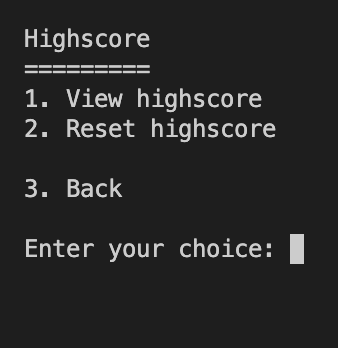 Highscore
=========
1. View highscore
2. Reset highscore

3. Back

Enter your choice: